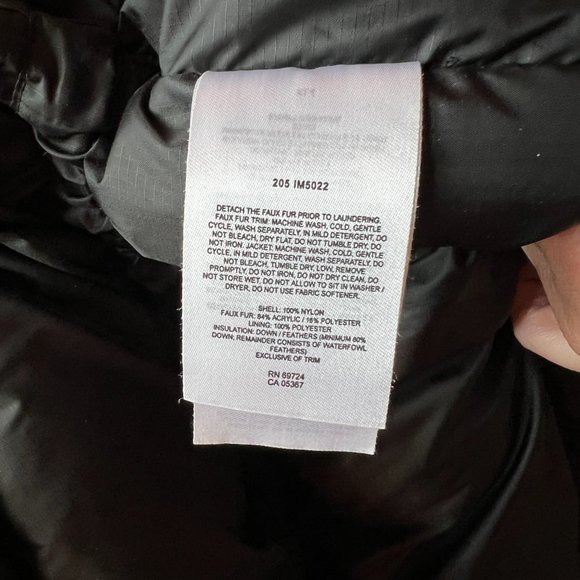 205 IM5022
DETACH THE FAUX FUR PRIOR TO LAUNDERING.
FAUX FUR TRIM: MACHINE WASH, COLD, GENTLE
CYCLE, WASH SEPARATELY, IN MILD DETERGENT, DO
NOT BLEACH, DRY FLAT, DO NOT TUMBLE DRY, DO
NOT IRON. JACKET: MACHINE WASH, COLD, GENTLE
CYCLE, IN MILD DETERGENT, WASH SEPARATELY, DO
NOT BLEACH, TUMBLE DRY, LOW, REMOVE
PROMPTLY, DO NOT IRON, DO NOT DRY CLEAN, DO
NOT STORE WET. DO NOT ALLOW TO SIT IN WASHER /
DRYER. DO NOT USE FABRIC SOFTENER.
SHELL: 100% NYLON
FAUX FUR: 84% ACRYLIC / 16% POLYESTER
LINING: 100% POLYESTER
INSULATION: DOWN / FEATHERS (MINIMUM 80%
DOWN; REMAINDER CONSISTS OF WATERFOWL
FEATHERS)
EXCLUSIVE OF TRIM
RN 69724
CA 05367